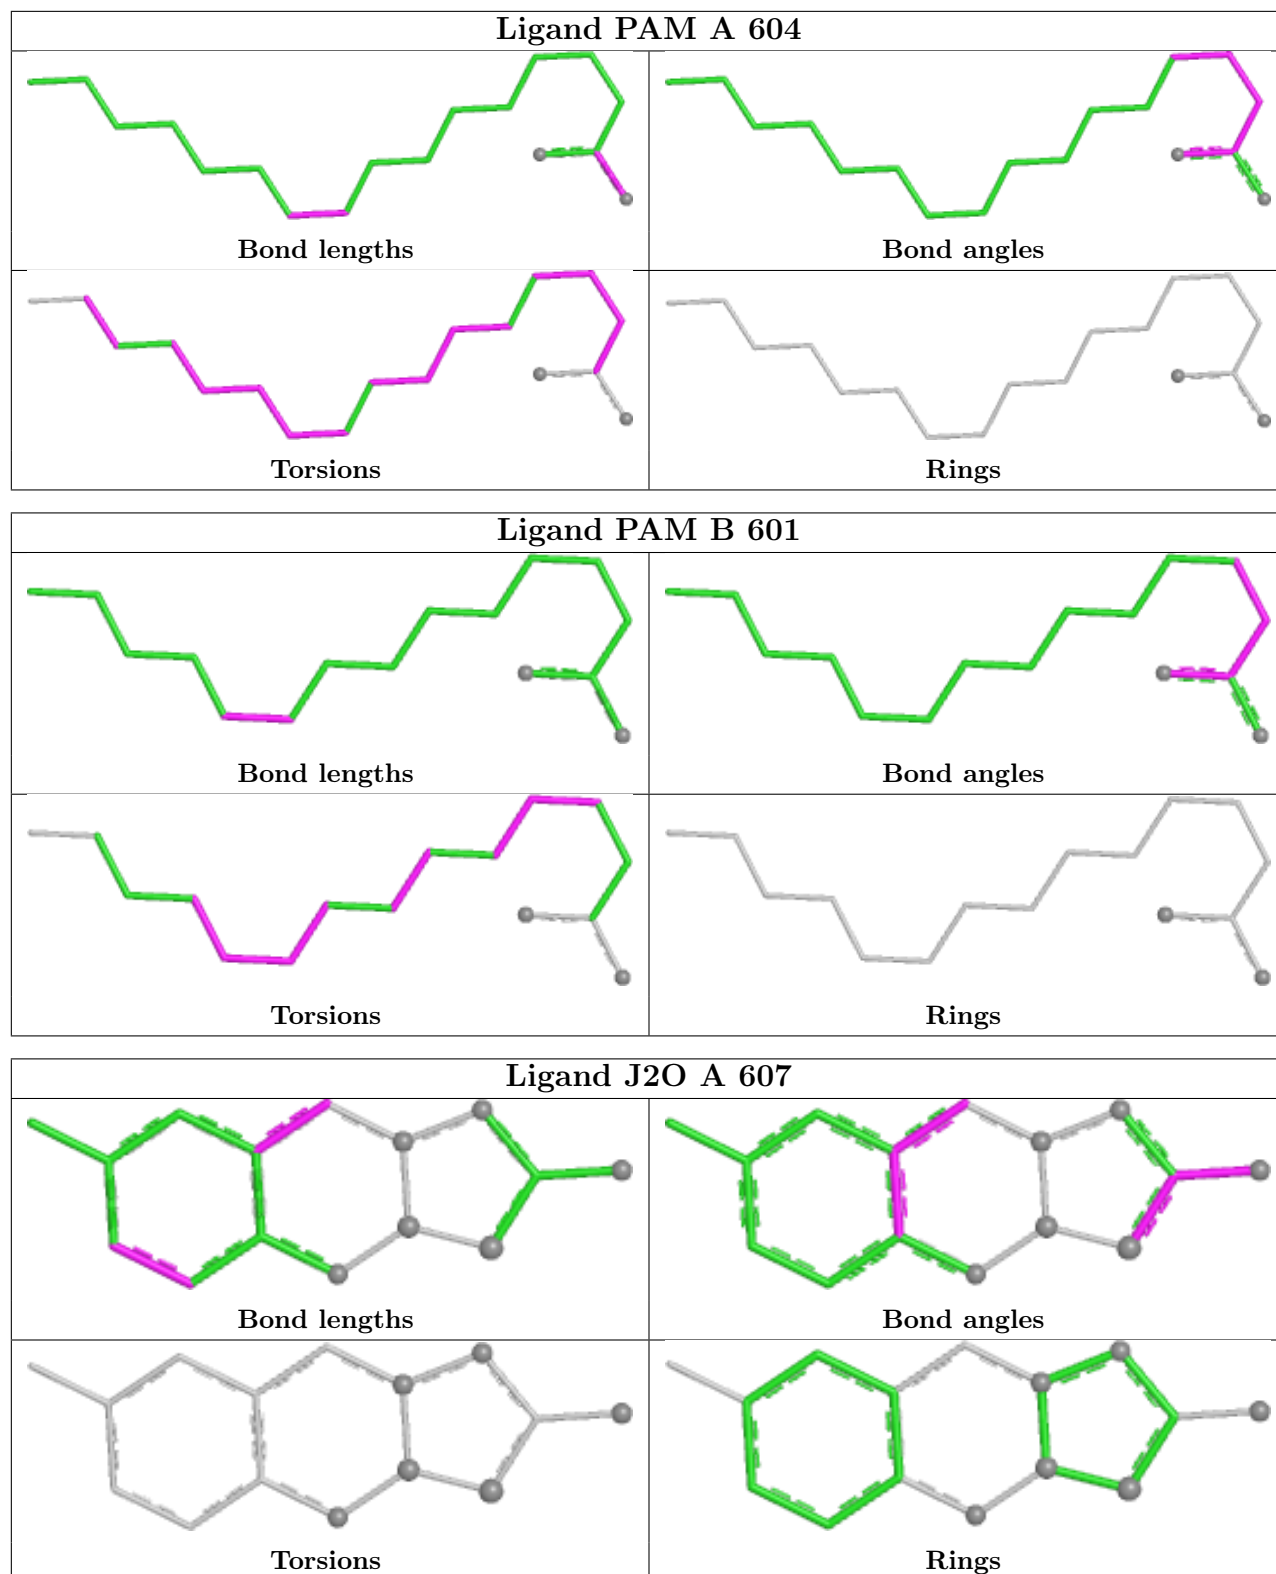 Ligand PAM A 604
Bond lengths
Bond angles
Torsions
Rings
Ligand PAM B 601
Bond lengths
Bond angles
Torsions
Rings
Ligand J2O A 607
Bond lengths
Bond angles
Torsions
Rings